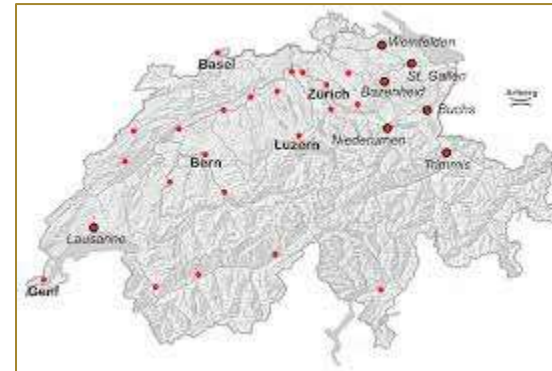 Weinfelden
Basel
St. Gallen
Bazenheid
Zürich
Buchs
Niederurnen
Luzern
Bern
Trimmis
Lausanne
Genf